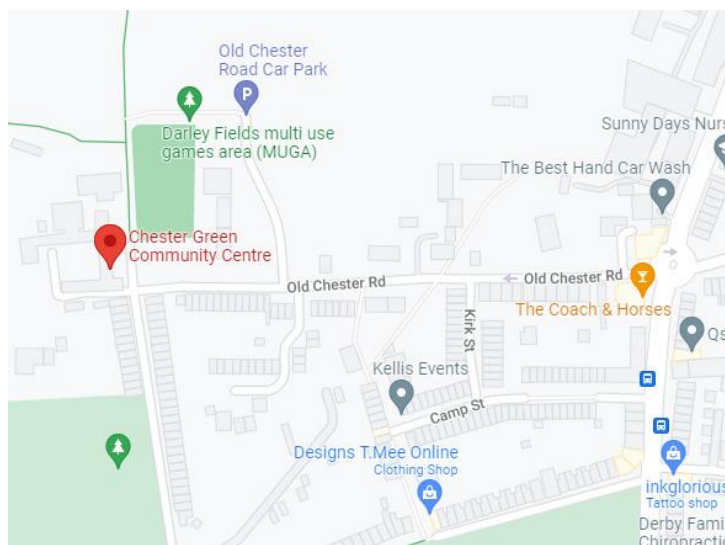 Old Chester
Road Car Park
P
Darley Fields multi use
games area (MUGA)
Sunny Days Nurs
The Best Hand Car Wash
Chester Green
Community Centre
Old Chester Rd
Old Chester Rd
The Coach & Horses
Kirk St
Qs
Kellis Events
Camp St
Designs T.Mee Online
Clothing Shop
inkglorious
Tattoo shop
Derby Fami
Chiropractic